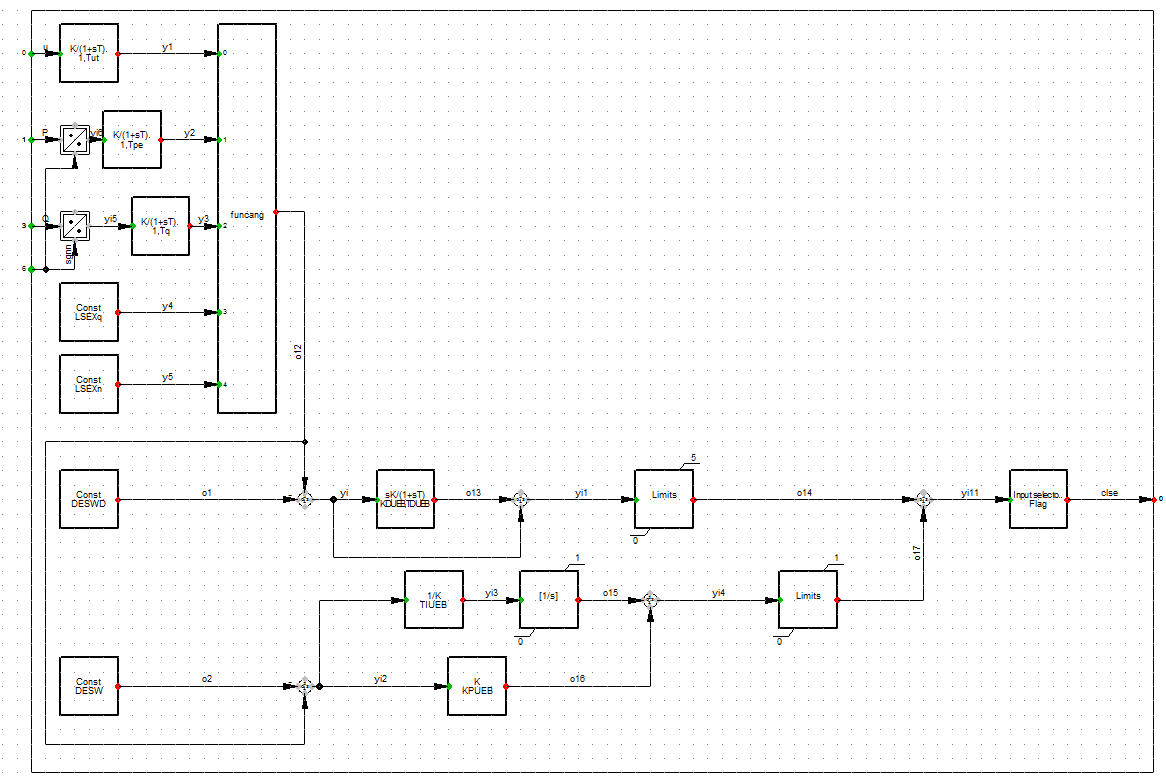 0
u
K/(1+sT).
1,Tut
y1
0
1
P
yi6
K/(1+sT).
1,Tpe
y2
1
3
Q
yi5
K/(1+sT).
1,Tq
y3
2
funcang
sgnn
6
Const
LSEXq
y4
3
Const
LSEXn
y5
4
o12
Const
DESWD
o1
-
yi
sK/(1+sT)
KDUEB,TDUEB
o13
yi1
5
Limits
0
o14
yi11
Input selecto..
Flag
clse
0
o17
1/K
TIUEB
yi3
1
[1/s]
0
o15
yi4
1
Limits
0
Const
DESW
o2
-
yi2
K
KPUEB
o16